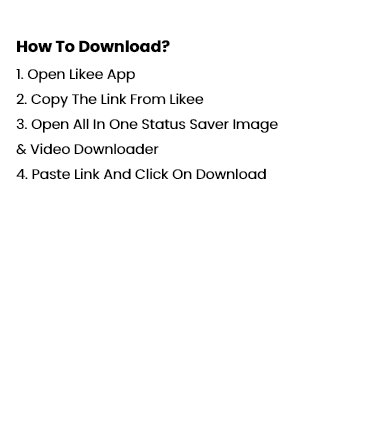 How To Download?
1. Open Likee App
2. Copy The Link From Likee
3. Open All In One Status Saver Image
& Video Downloader
4. Paste Link And Click On Download